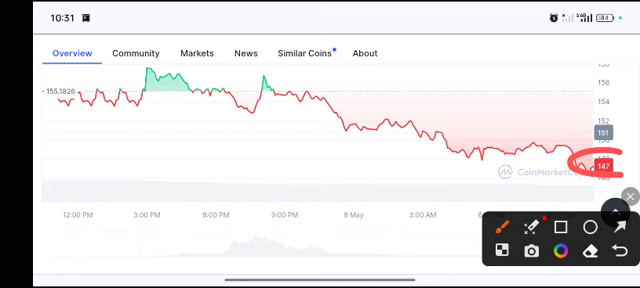 10:31
44
Overview Community Markets News Similar Coins About
156
155.1826
154
152
151
147
CoinMarketCap
12:00 PM 3:00 PM 6:00 PM 9:00 PM 8 May 3:00 AM